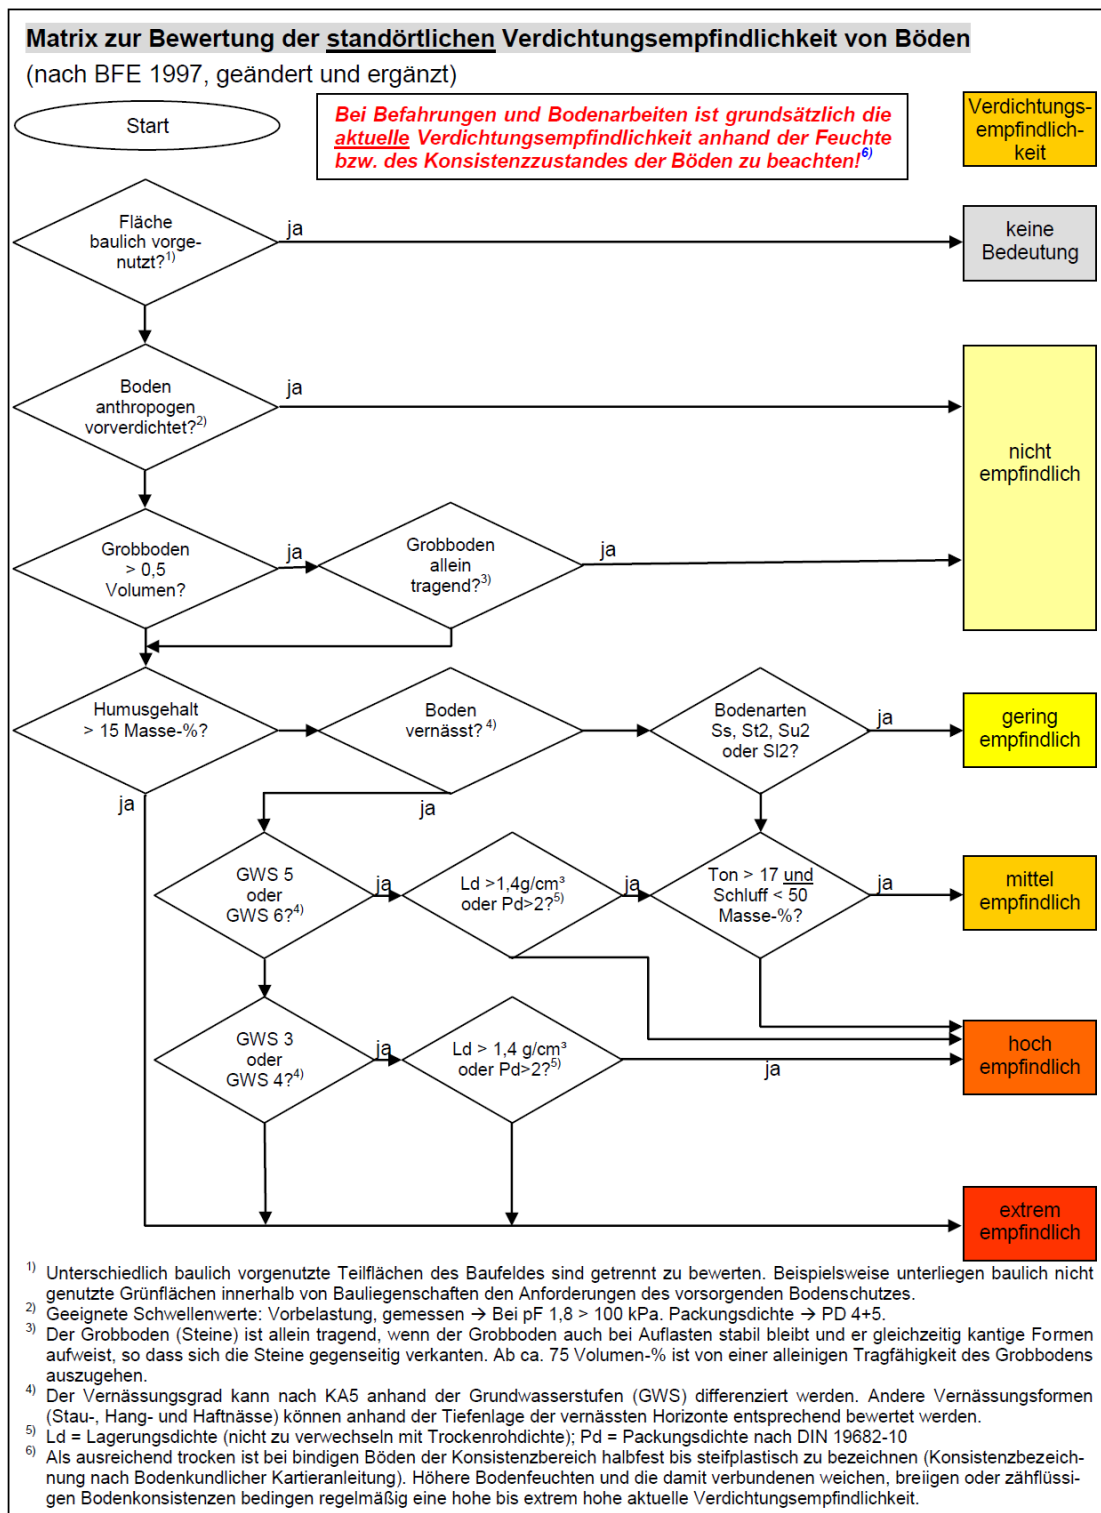 Matrix zur Bewertung der standörtlichen Verdichtungsempfindlichkeit von Böden
(nach BFE 1997, geändert und ergänzt)
Start
Bei Befahrungen und Bodenarbeiten ist grundsätzlich die
aktuelle Verdichtungsempfindlichkeit anhand der Feuchte
bzw. des Konsistenzzustandes der Böden zu beachten!6)
Verdichtungs-
empfindlich-
keit
Fläche
baulich vorge-
nutzt?1)
ja
keine
Bedeutung
Boden
anthropogen
vorverdichtet?2)
ja
nicht
empfindlich
Grobboden
> 0,5
Volumen?
ja
Grobboden
allein
tragend?3)
ja
Humusgehalt
> 15 Masse-%?
Boden
vernässt? 4)
Bodenarten
Ss, St2, Su2
oder Sl2?
ja
gering
empfindlich
ja
ja
GWS 5
oder
GWS 6?4)
ja
Ld >1,4g/cm³
oder Pd>2?5)
ja
Ton > 17 und
Schluff < 50
Masse-%?
ja
mittel
empfindlich
GWS 3
oder
GWS 4?4)
ja
Ld > 1,4 g/cm³
oder Pd>2?5)
ja
hoch
empfindlich
extrem
empfindlich
1) Unterschiedlich baulich vorgenutzte Teilflächen des Baufeldes sind getrennt zu bewerten. Beispielsweise unterliegen baulich nicht
genutzte Grünflächen innerhalb von Bauliegenschaften den Anforderungen des vorsorgenden Bodenschutzes.
2) Geeignete Schwellenwerte: Vorbelastung, gemessen → Bei pF 1,8 > 100 kPa. Packungsdichte → PD 4+5.
3) Der Grobboden (Steine) ist allein tragend, wenn der Grobboden auch bei Auflasten stabil bleibt und er gleichzeitig kantige Formen
aufweist, so dass sich die Steine gegenseitig verkanten. Ab ca. 75 Volumen-% ist von einer alleinigen Tragfähigkeit des Grobbodens
auszugehen.
4) Der Vernässungsgrad kann nach KA5 anhand der Grundwasserstufen (GWS) differenziert werden. Andere Vernässungsformen
(Stau-, Hang- und Haftnässe) können anhand der Tiefenlage der vernässten Horizonte entsprechend bewertet werden.
5) Ld = Lagerungsdichte (nicht zu verwechseln mit Trockenrohdichte); Pd = Packungsdichte nach DIN 19682-10
6) Als ausreichend trocken ist bei bindigen Böden der Konsistenzbereich halbfest bis steifplastisch zu bezeichnen (Konsistenzbezeich-
nung nach Bodenkundlicher Kartieranleitung). Höhere Bodenfeuchten und die damit verbundenen weichen, breiigen oder zähflüssi-
gen Bodenkonsistenzen bedingen regelmäßig eine hohe bis extrem hohe aktuelle Verdichtungsempfindlichkeit.